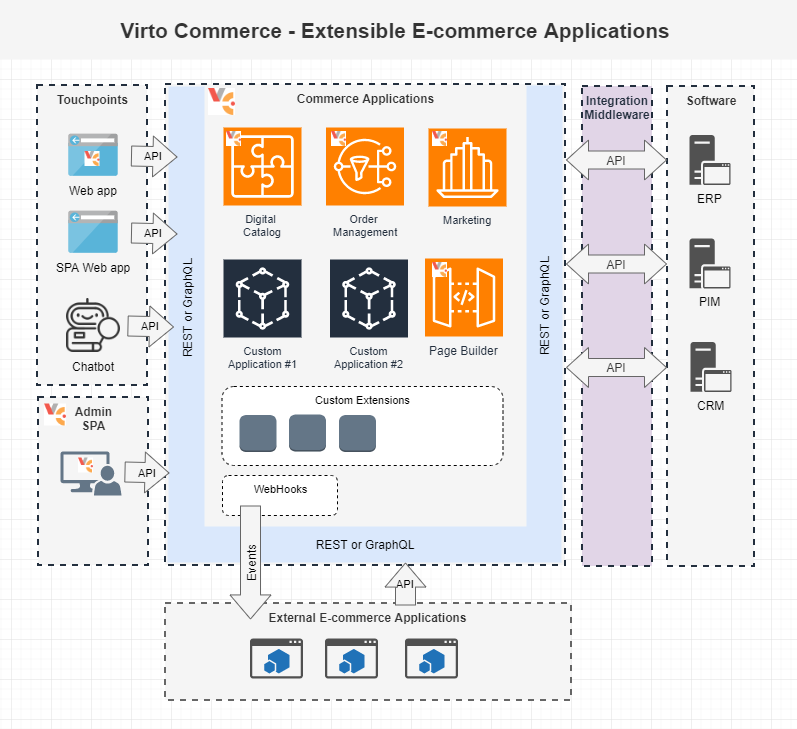 Virto Commerce - Extensible E-commerce Applications
Touchpoints
Web app
SPA Web app
Chatbot
API
API
API
Admin
SPA
API
REST or GraphQL
Commerce Applications
Digital
Catalog
Order
Management
Marketing
Custom
Application #1
Custom
Application #2
Page Builder
Custom Extensions
WebHooks
REST or GraphQL
REST or GraphQL
Integration
Middleware
API
API
API
Software
ERP
PIM
CRM
Events
API
External E-commerce Applications